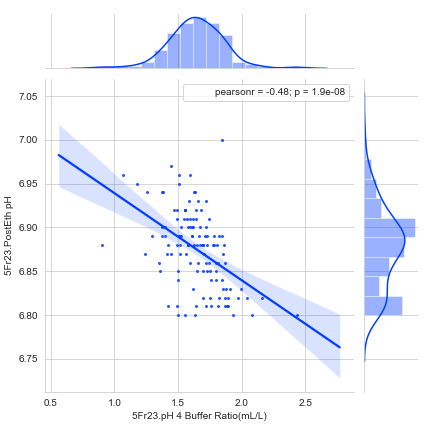 pearsonr = -0.48; p = 1.9e-08
7.05
7.00
6.95
6.90
6.85
6.80
6.75
5Fr23.PostEth pH
0.5 1.0 1.5 2.0 2.5
5Fr23.pH 4 Buffer Ratio(mL/L)